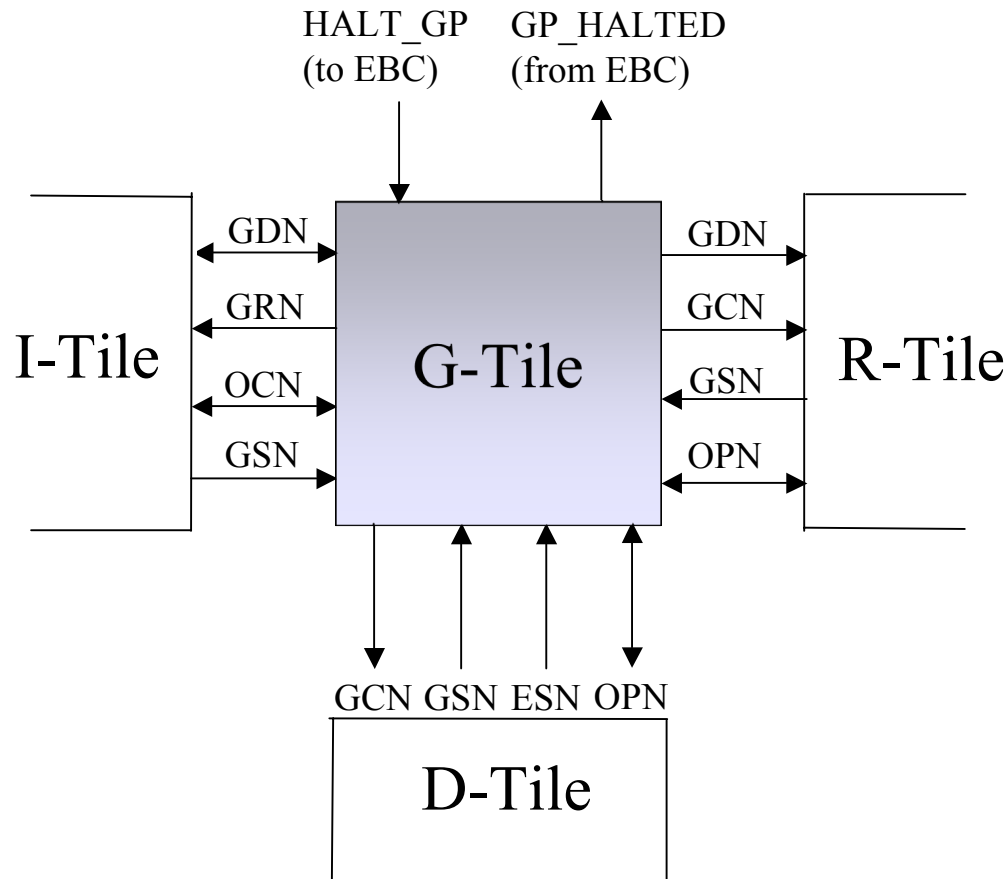 HALT_GP GP_HALTED
(to EBC) (from EBC)
GDN GDN
GRN GCN
I-Tile G-Tile R-Tile
OCN GSN
GSN OPN
GCN GSN ESN OPN
D-Tile